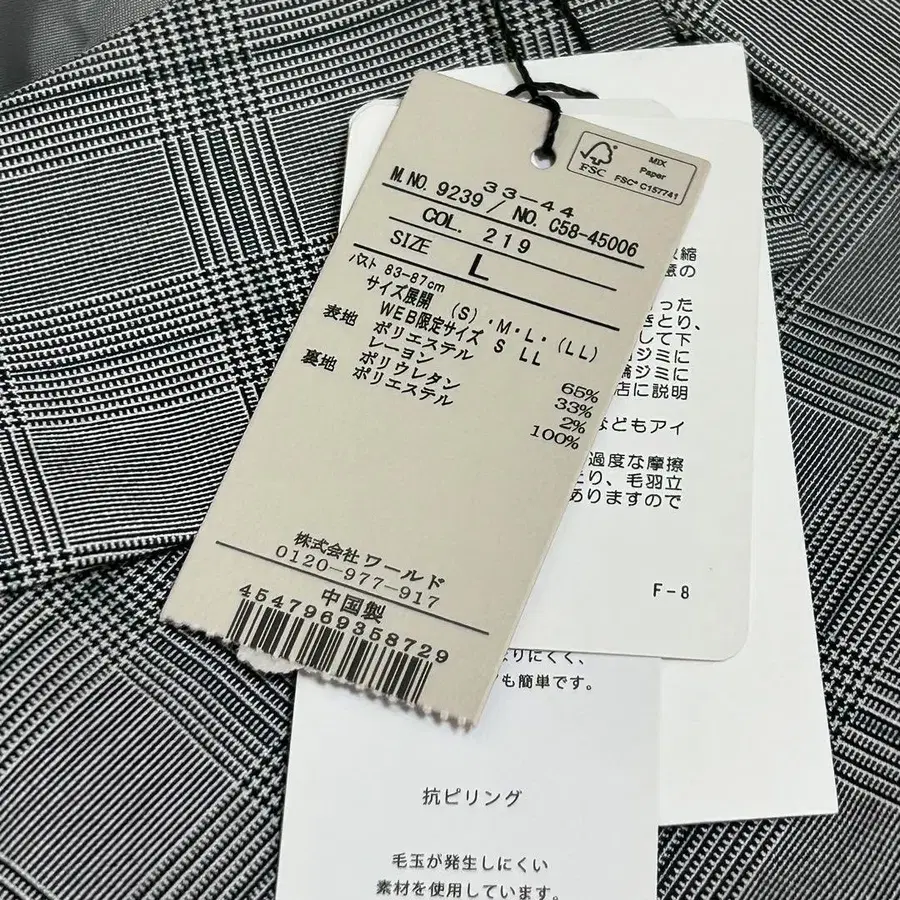 FSC
MIX
Paper
FSC® C157741
33-44
M.NO. 9239 / NO. C58-45006
COL. 219
SIZE L
バスト 83-87cm
サイズ展開 (S)・M・L・(LL)
WEB限定サイズ S LL
表地 ポリエステル 65%
レーヨン 33%
ポリウレタン 2%
裏地 ポリエステル 100%
株式会社ワールド
0120-977-917
中国製
4547969358729
縮
の
った
きとり、
して下
ジミに
ジミに
店に説明
などもアイ
過度な摩擦
とり、毛羽立
ありますので
F-8
なりにくく、
も簡単です。
抗ピリング
毛玉が発生しにくい
素材を使用しています。